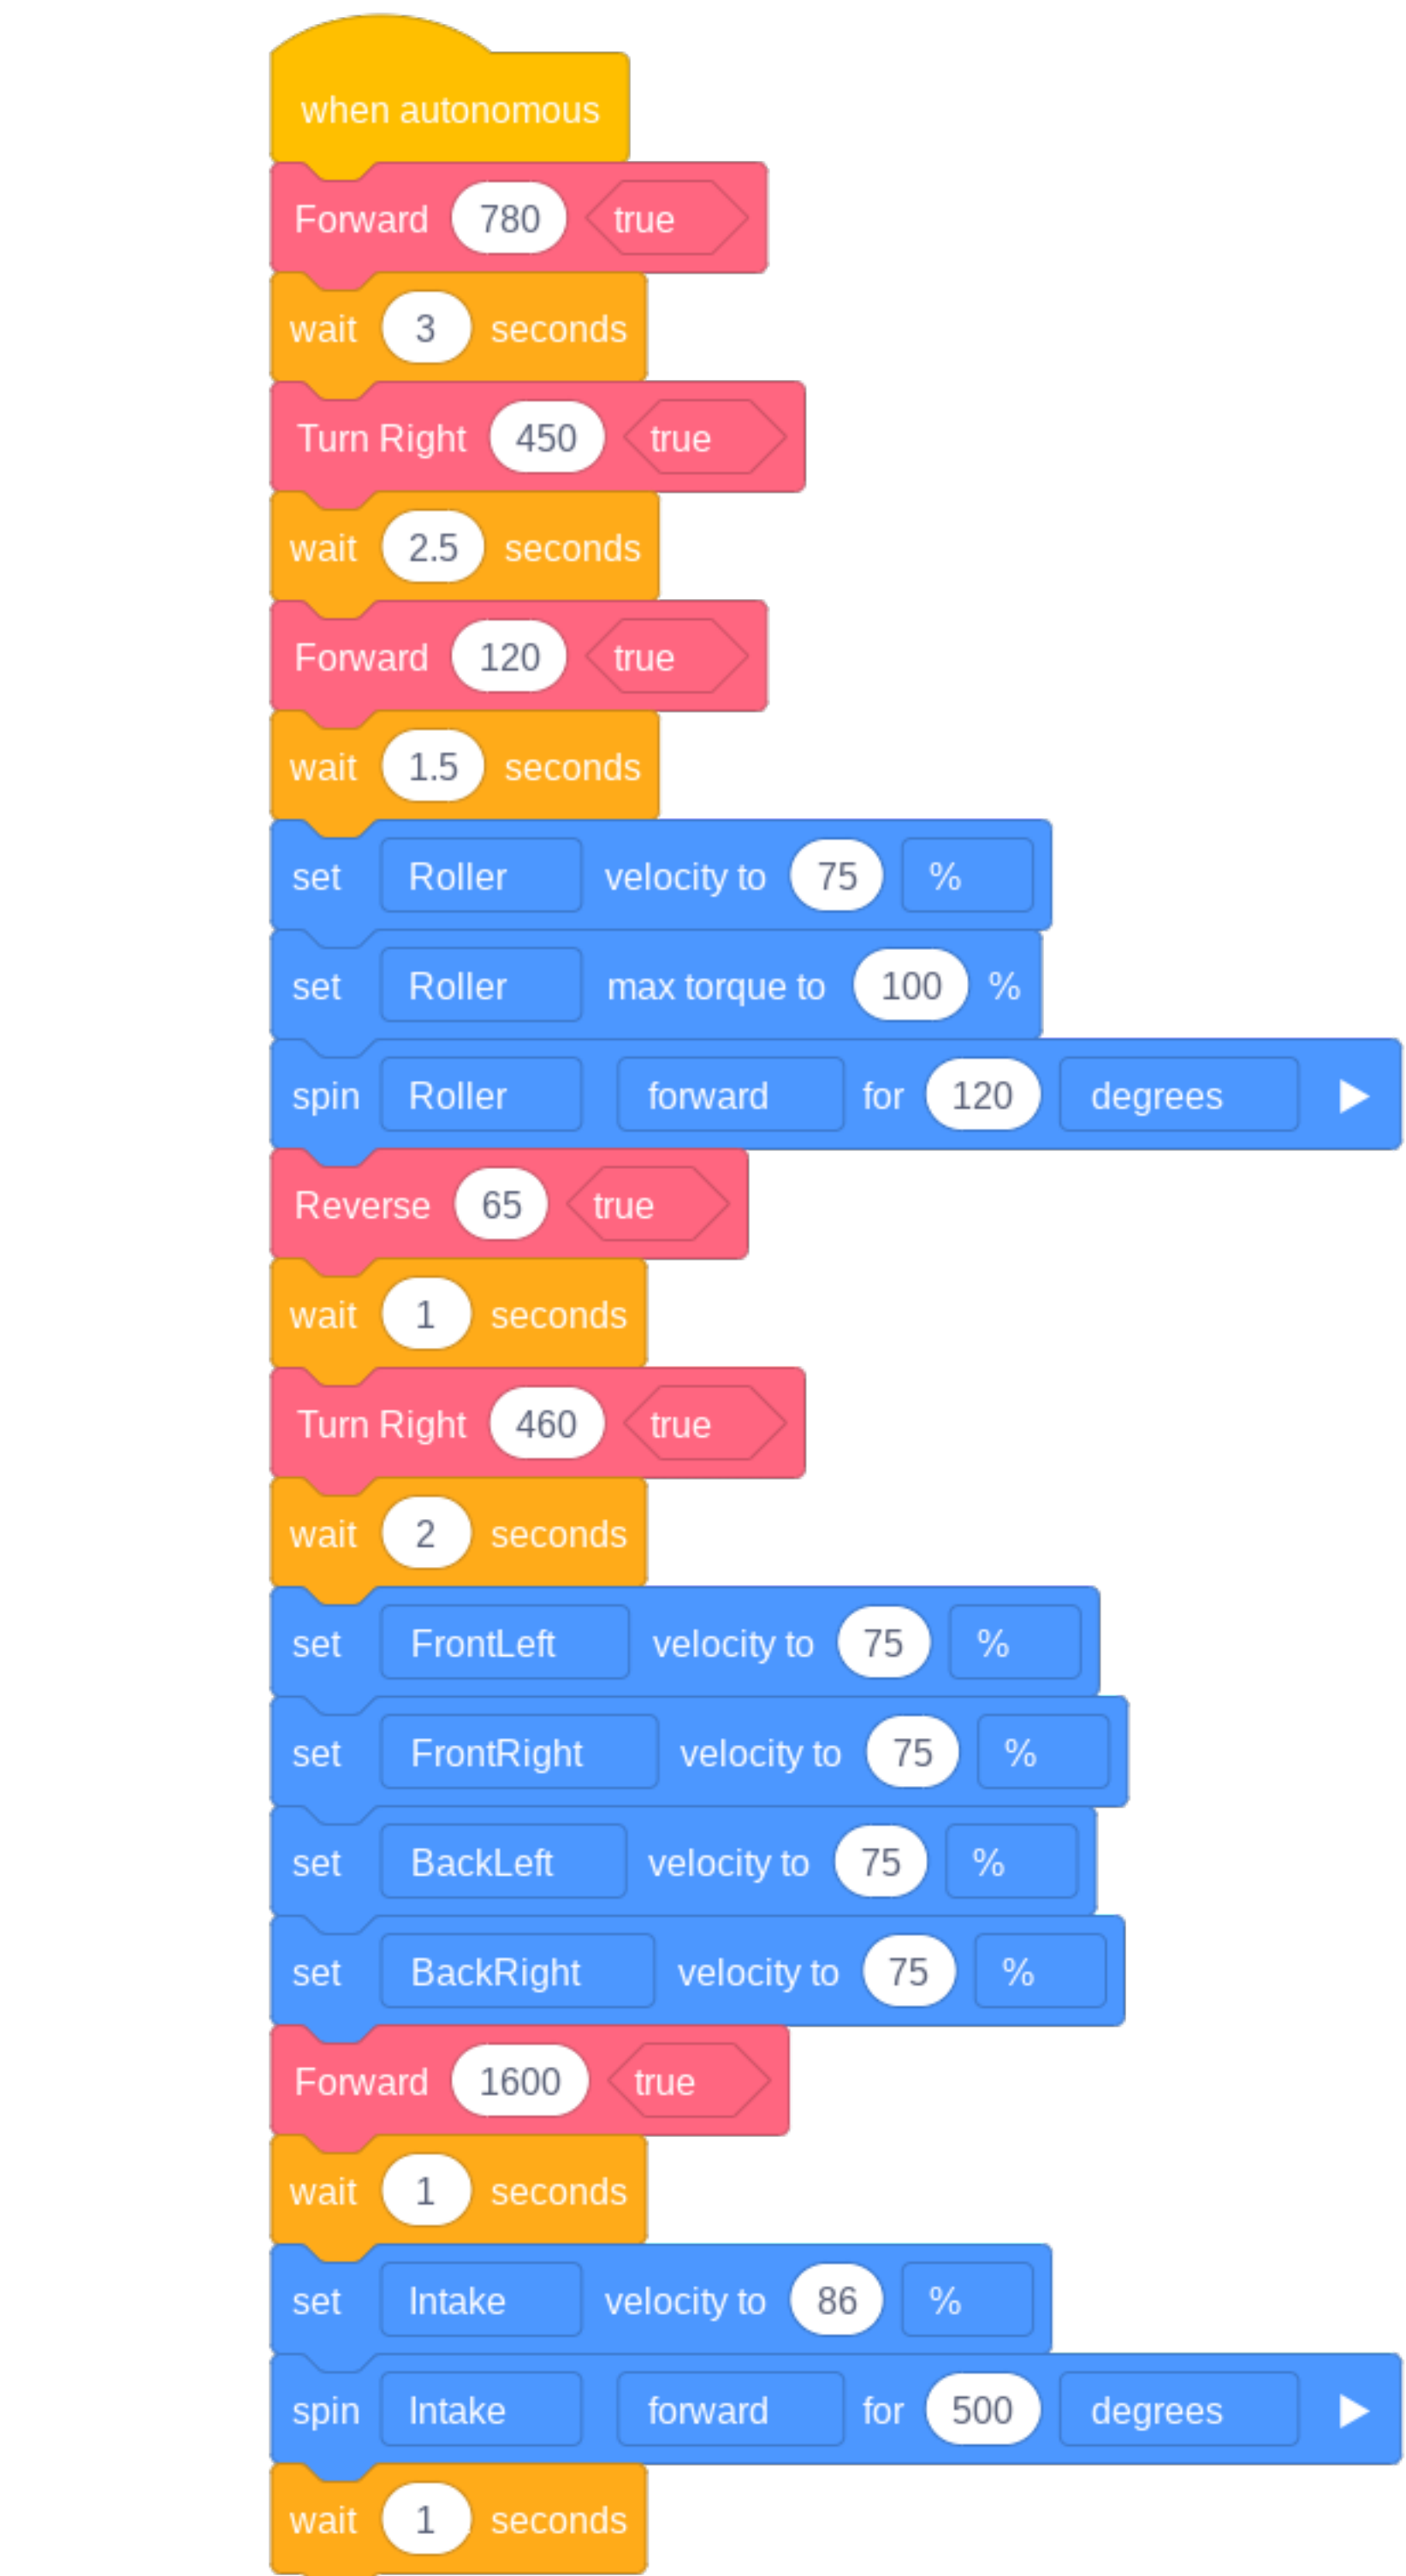 when autonomous
Forward 780 true
wait 3 seconds
Turn Right 450 true
wait 2.5 seconds
Forward 120 true
wait 1.5 seconds
set Roller velocity to 75 %
set Roller max torque to 100 %
spin Roller forward for 120 degrees
Reverse 65 true
wait 1 seconds
Turn Right 460 true
wait 2 seconds
set FrontLeft velocity to 75 %
set FrontRight velocity to 75 %
set BackLeft velocity to 75 %
set BackRight velocity to 75 %
Forward 1600 true
wait 1 seconds
set Intake velocity to 86 %
spin Intake forward for 500 degrees
wait 1 seconds